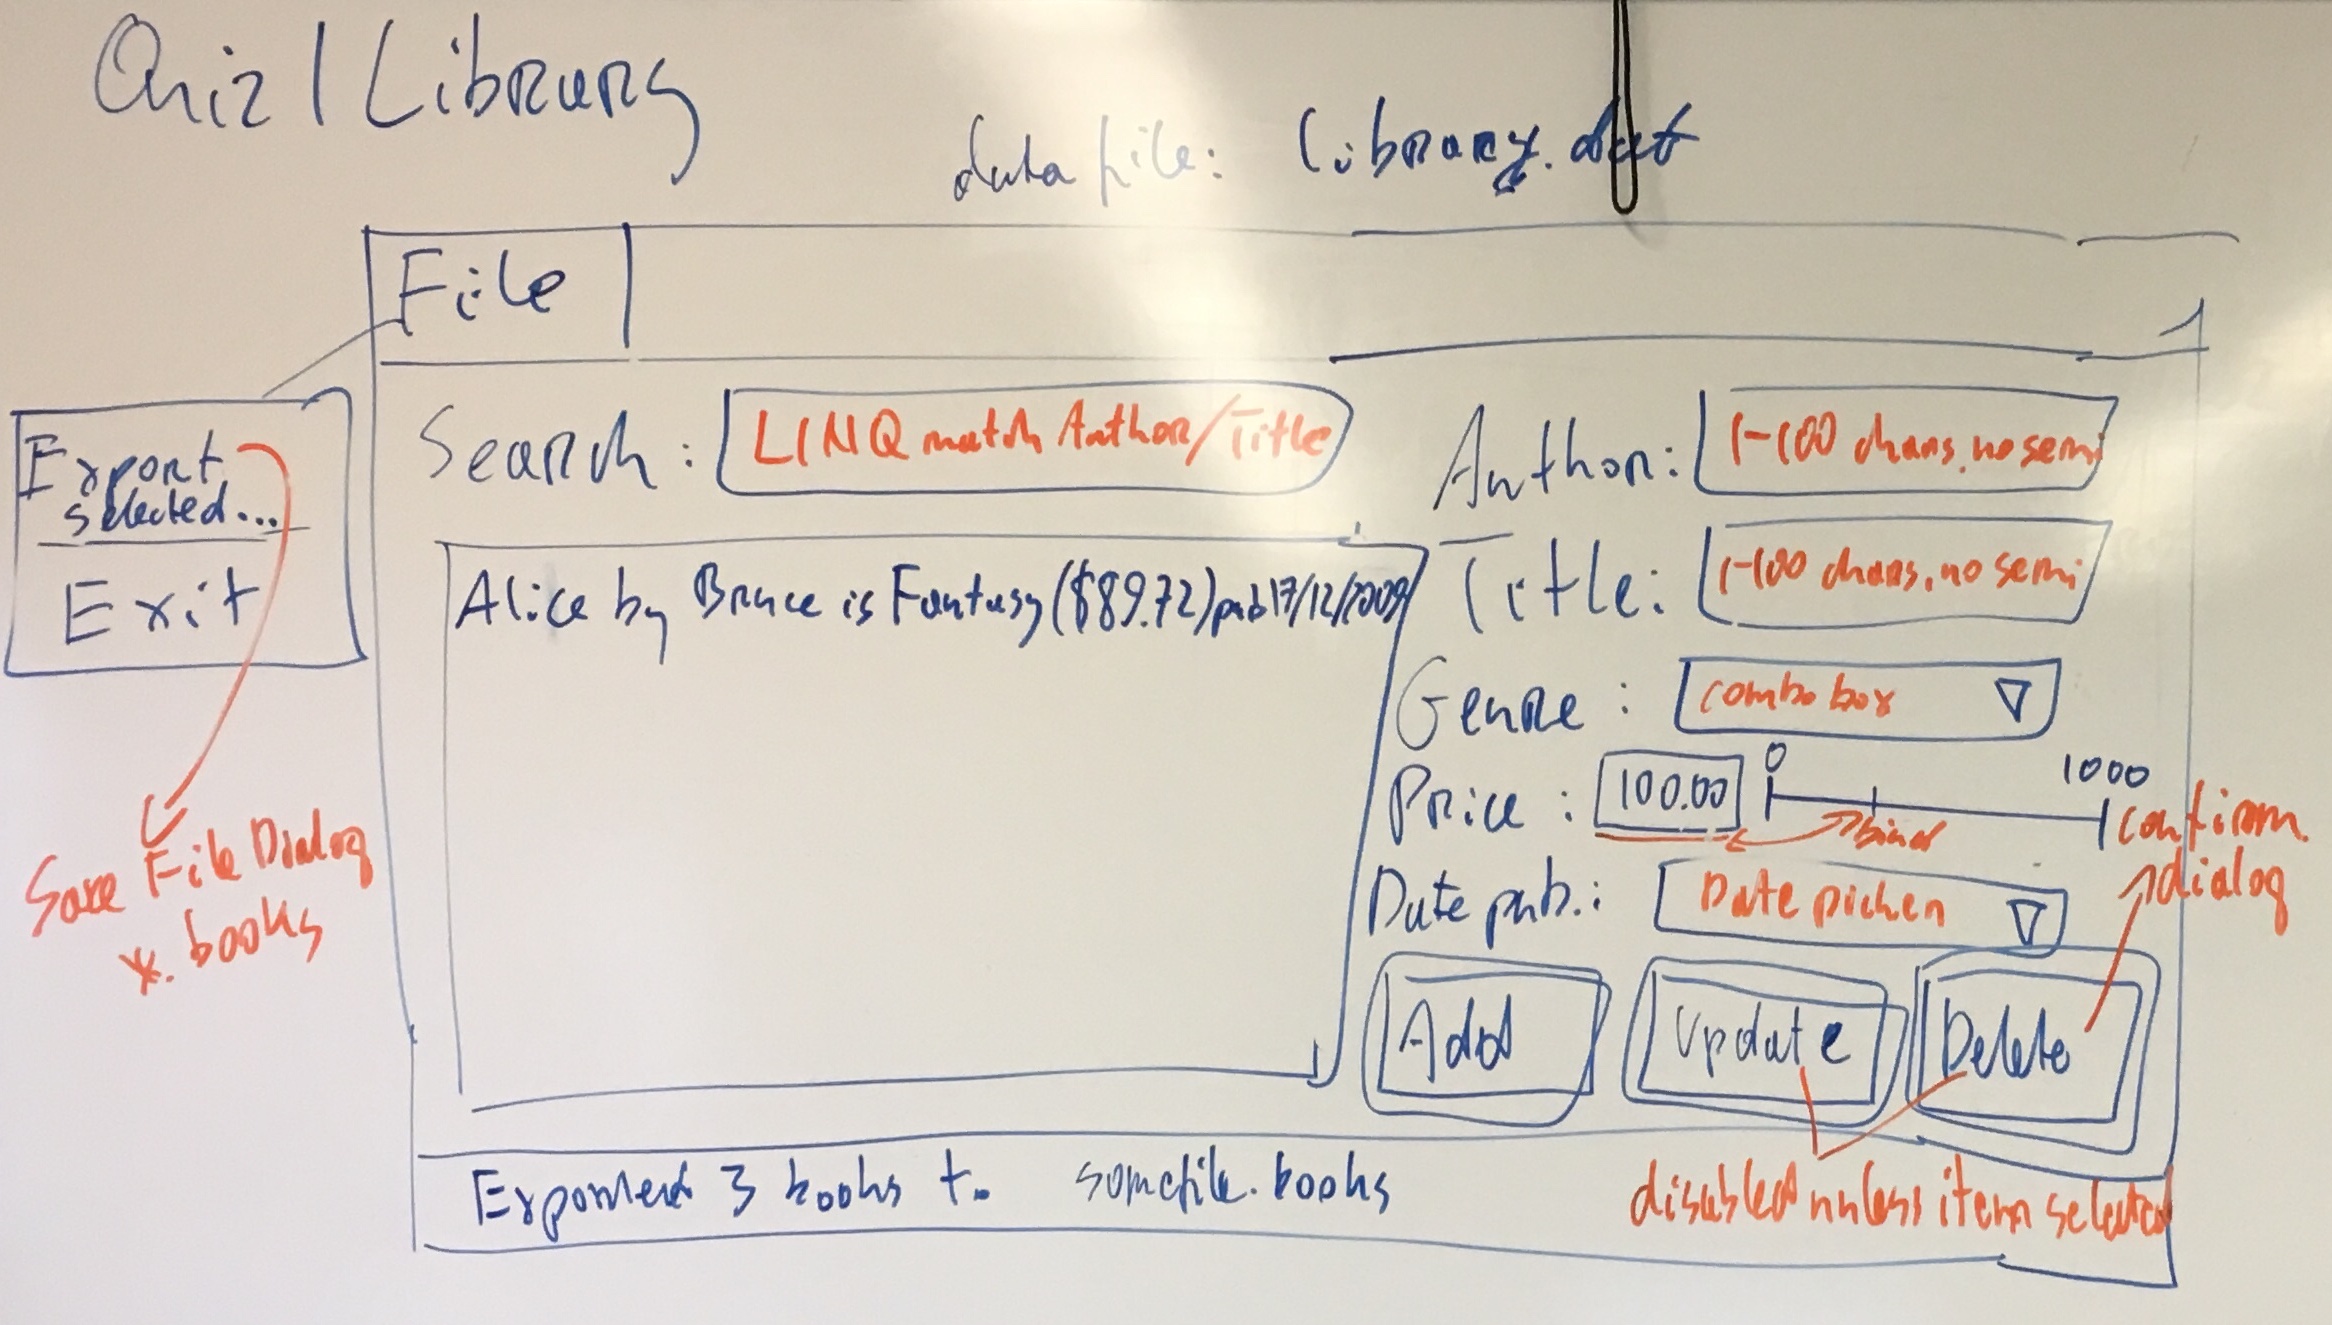 Quiz 1 Library
data file: library.dat
File
Export
selected...
Exit
Save File Dialog
*.books
Search: LINQ match Author/Title
Alice by Bruce is Fantasy ($89.72) pub 17/12/2009
Author: 1-100 chars, no semi
Title: 1-100 chars, no semi
Genre: combo box
Price: 100.00 0 1000
bind
Date pub.: Date picker
confirm.
dialog
Add Update Delete
disabled unless item selected
Exported 3 books to somefile.books